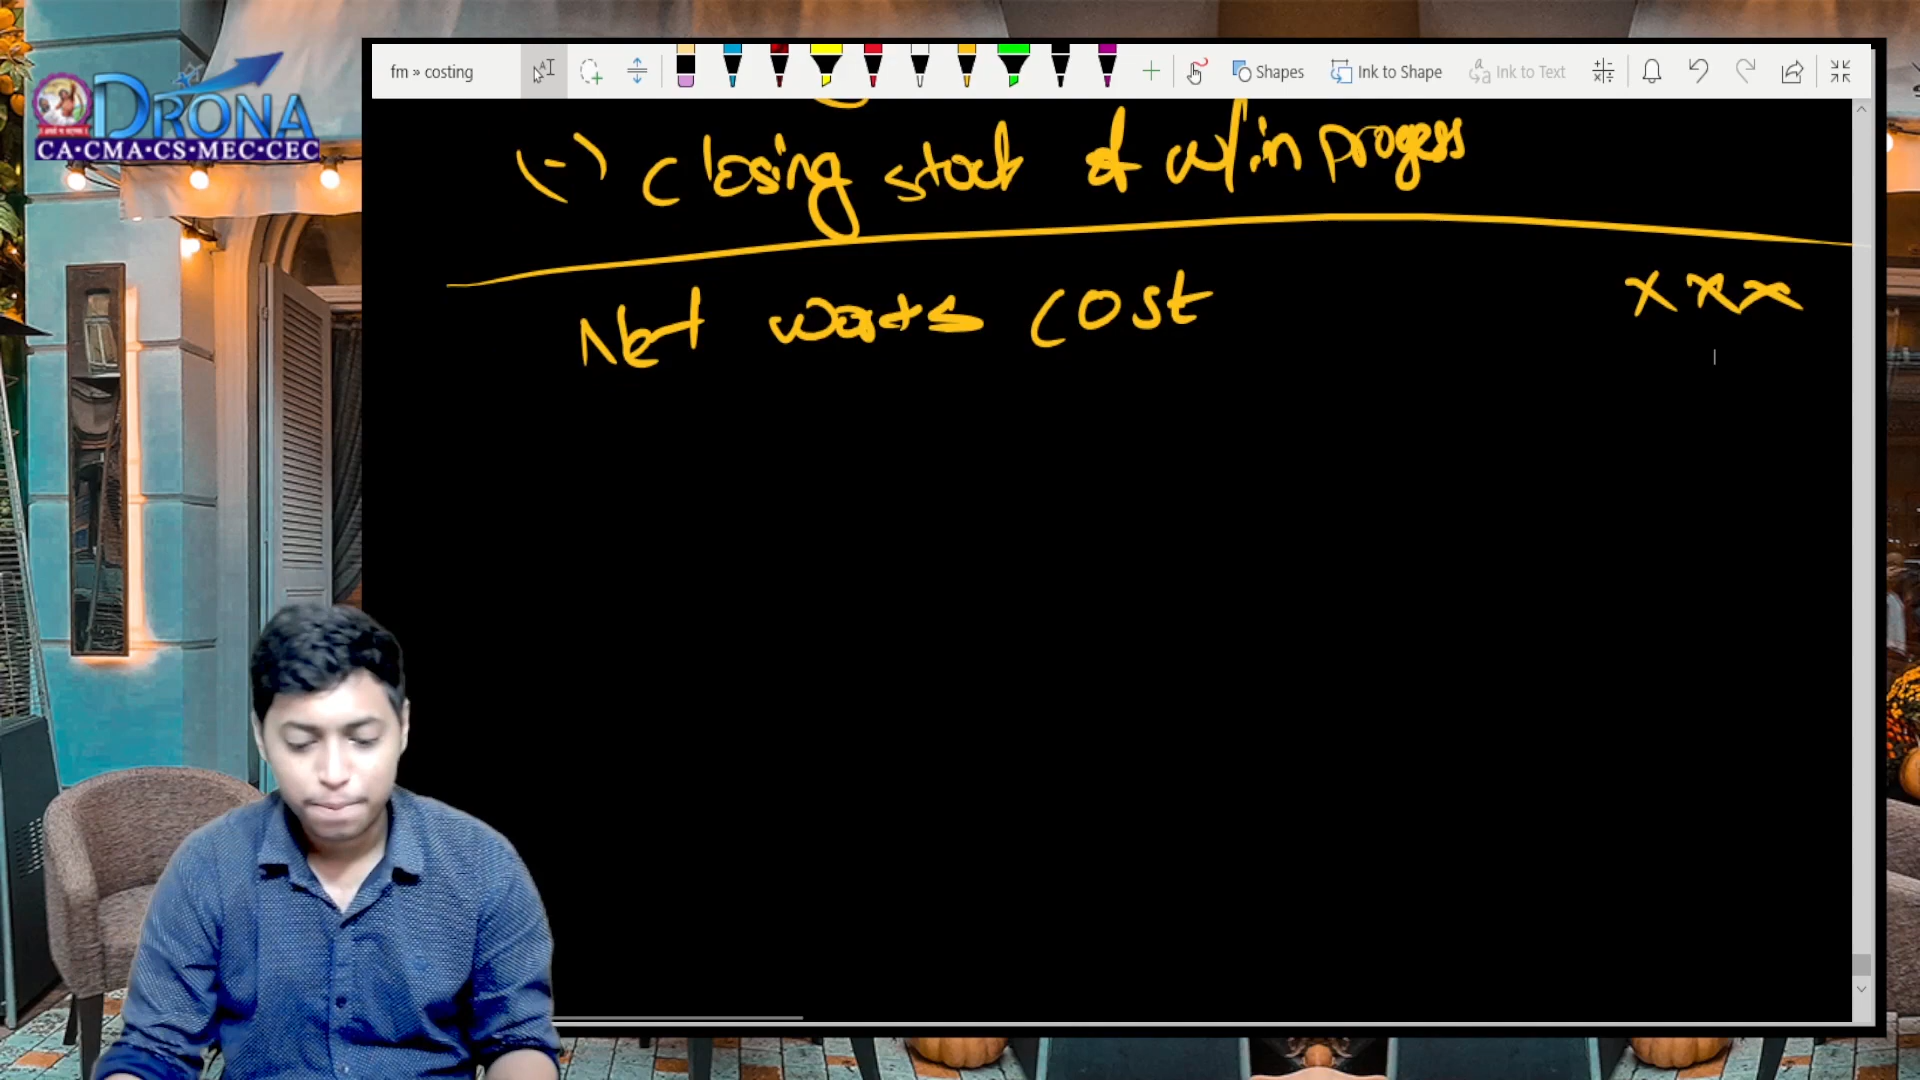 DRONA
CA•CMA•CS•MEC•CEC
fm » costing
Shapes
Ink to Shape
Ink to Text
(-) closing stock of w/.in progess
Net works cost xxx